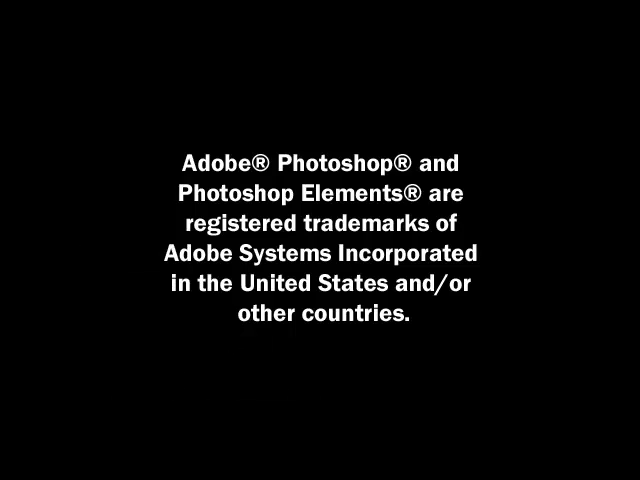 Adobe® Photoshop® and
Photoshop Elements® are
registered trademarks of
Adobe Systems Incorporated
in the United States and/or
other countries.